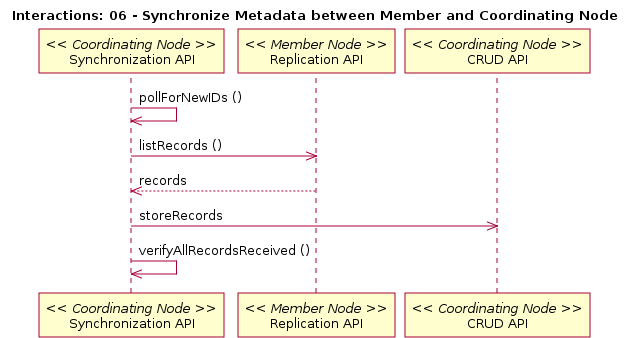 Interactions: 06 - Synchronize Metadata between Member and Coordinating Node
<< Coordinating Node >>
Synchronization API
<< Member Node >>
Replication API
<< Coordinating Node >>
CRUD API
pollForNewIDs ()
listRecords ()
records
storeRecords
verifyAllRecordsReceived ()
<< Coordinating Node >>
Synchronization API
<< Member Node >>
Replication API
<< Coordinating Node >>
CRUD API